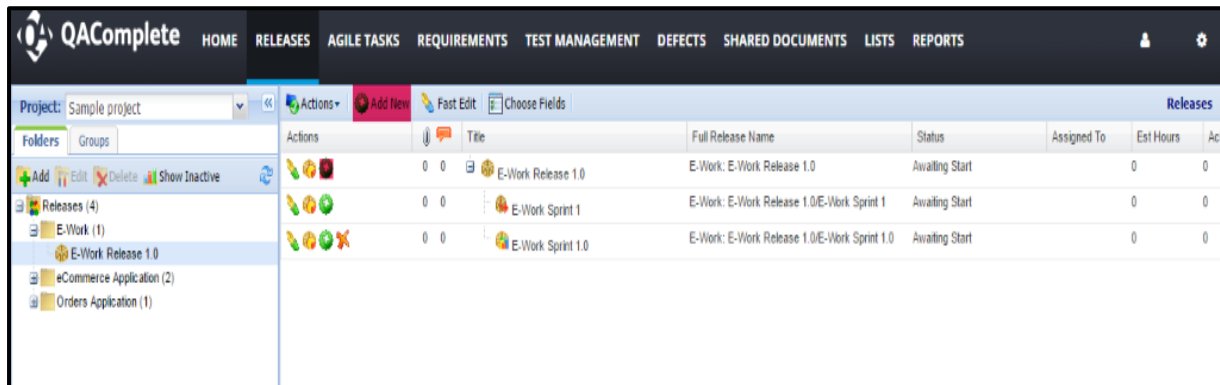 QAComplete HOME RELEASES AGILE TASKS REQUIREMENTS TEST MANAGEMENT DEFECTS SHARED DOCUMENTS LISTS REPORTS
Project: Sample project
Actions Add New Fast Edit Choose Fields Releases
Folders Groups
Actions Title Full Release Name Status Assigned To Est Hours Ac
Add Edit Delete Show Inactive
0 0 E-Work Release 1.0 E-Work: E-Work Release 1.0 Awaiting Start 0 0
Releases (4)
0 0 E-Work Sprint 1 E-Work: E-Work Release 1.0/E-Work Sprint 1 Awaiting Start 0 0
E-Work (1)
E-Work Release 1.0
0 0 E-Work Sprint 1.0 E-Work: E-Work Release 1.0/E-Work Sprint 1.0 Awaiting Start 0 0
eCommerce Application (2)
Orders Application (1)